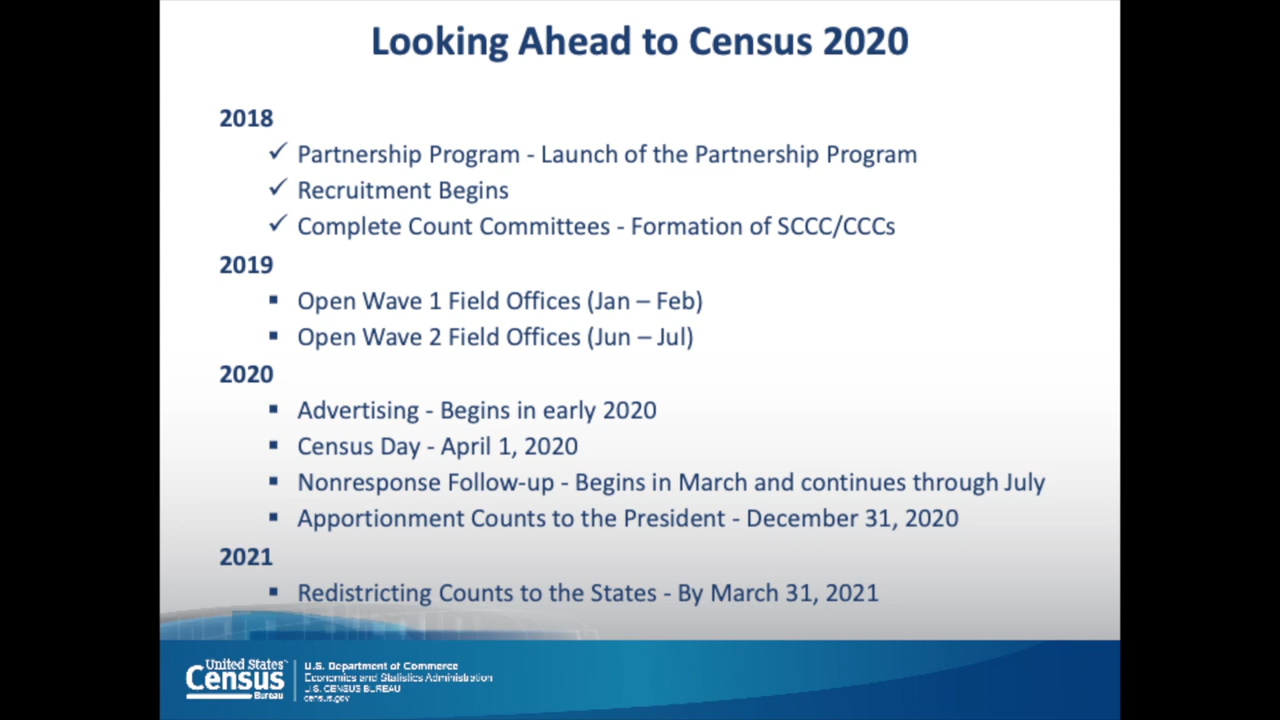 Looking Ahead to Census 2020
2018
✓ Partnership Program - Launch of the Partnership Program
✓ Recruitment Begins
✓ Complete Count Committees - Formation of SCCC/CCCs
2019
▪ Open Wave 1 Field Offices (Jan – Feb)
▪ Open Wave 2 Field Offices (Jun – Jul)
2020
▪ Advertising - Begins in early 2020
▪ Census Day - April 1, 2020
▪ Nonresponse Follow-up - Begins in March and continues through July
▪ Apportionment Counts to the President - December 31, 2020
2021
▪ Redistricting Counts to the States - By March 31, 2021
United States
Census
Bureau
U.S. Department of Commerce
Economics and Statistics Administration
U.S. CENSUS BUREAU
census.gov